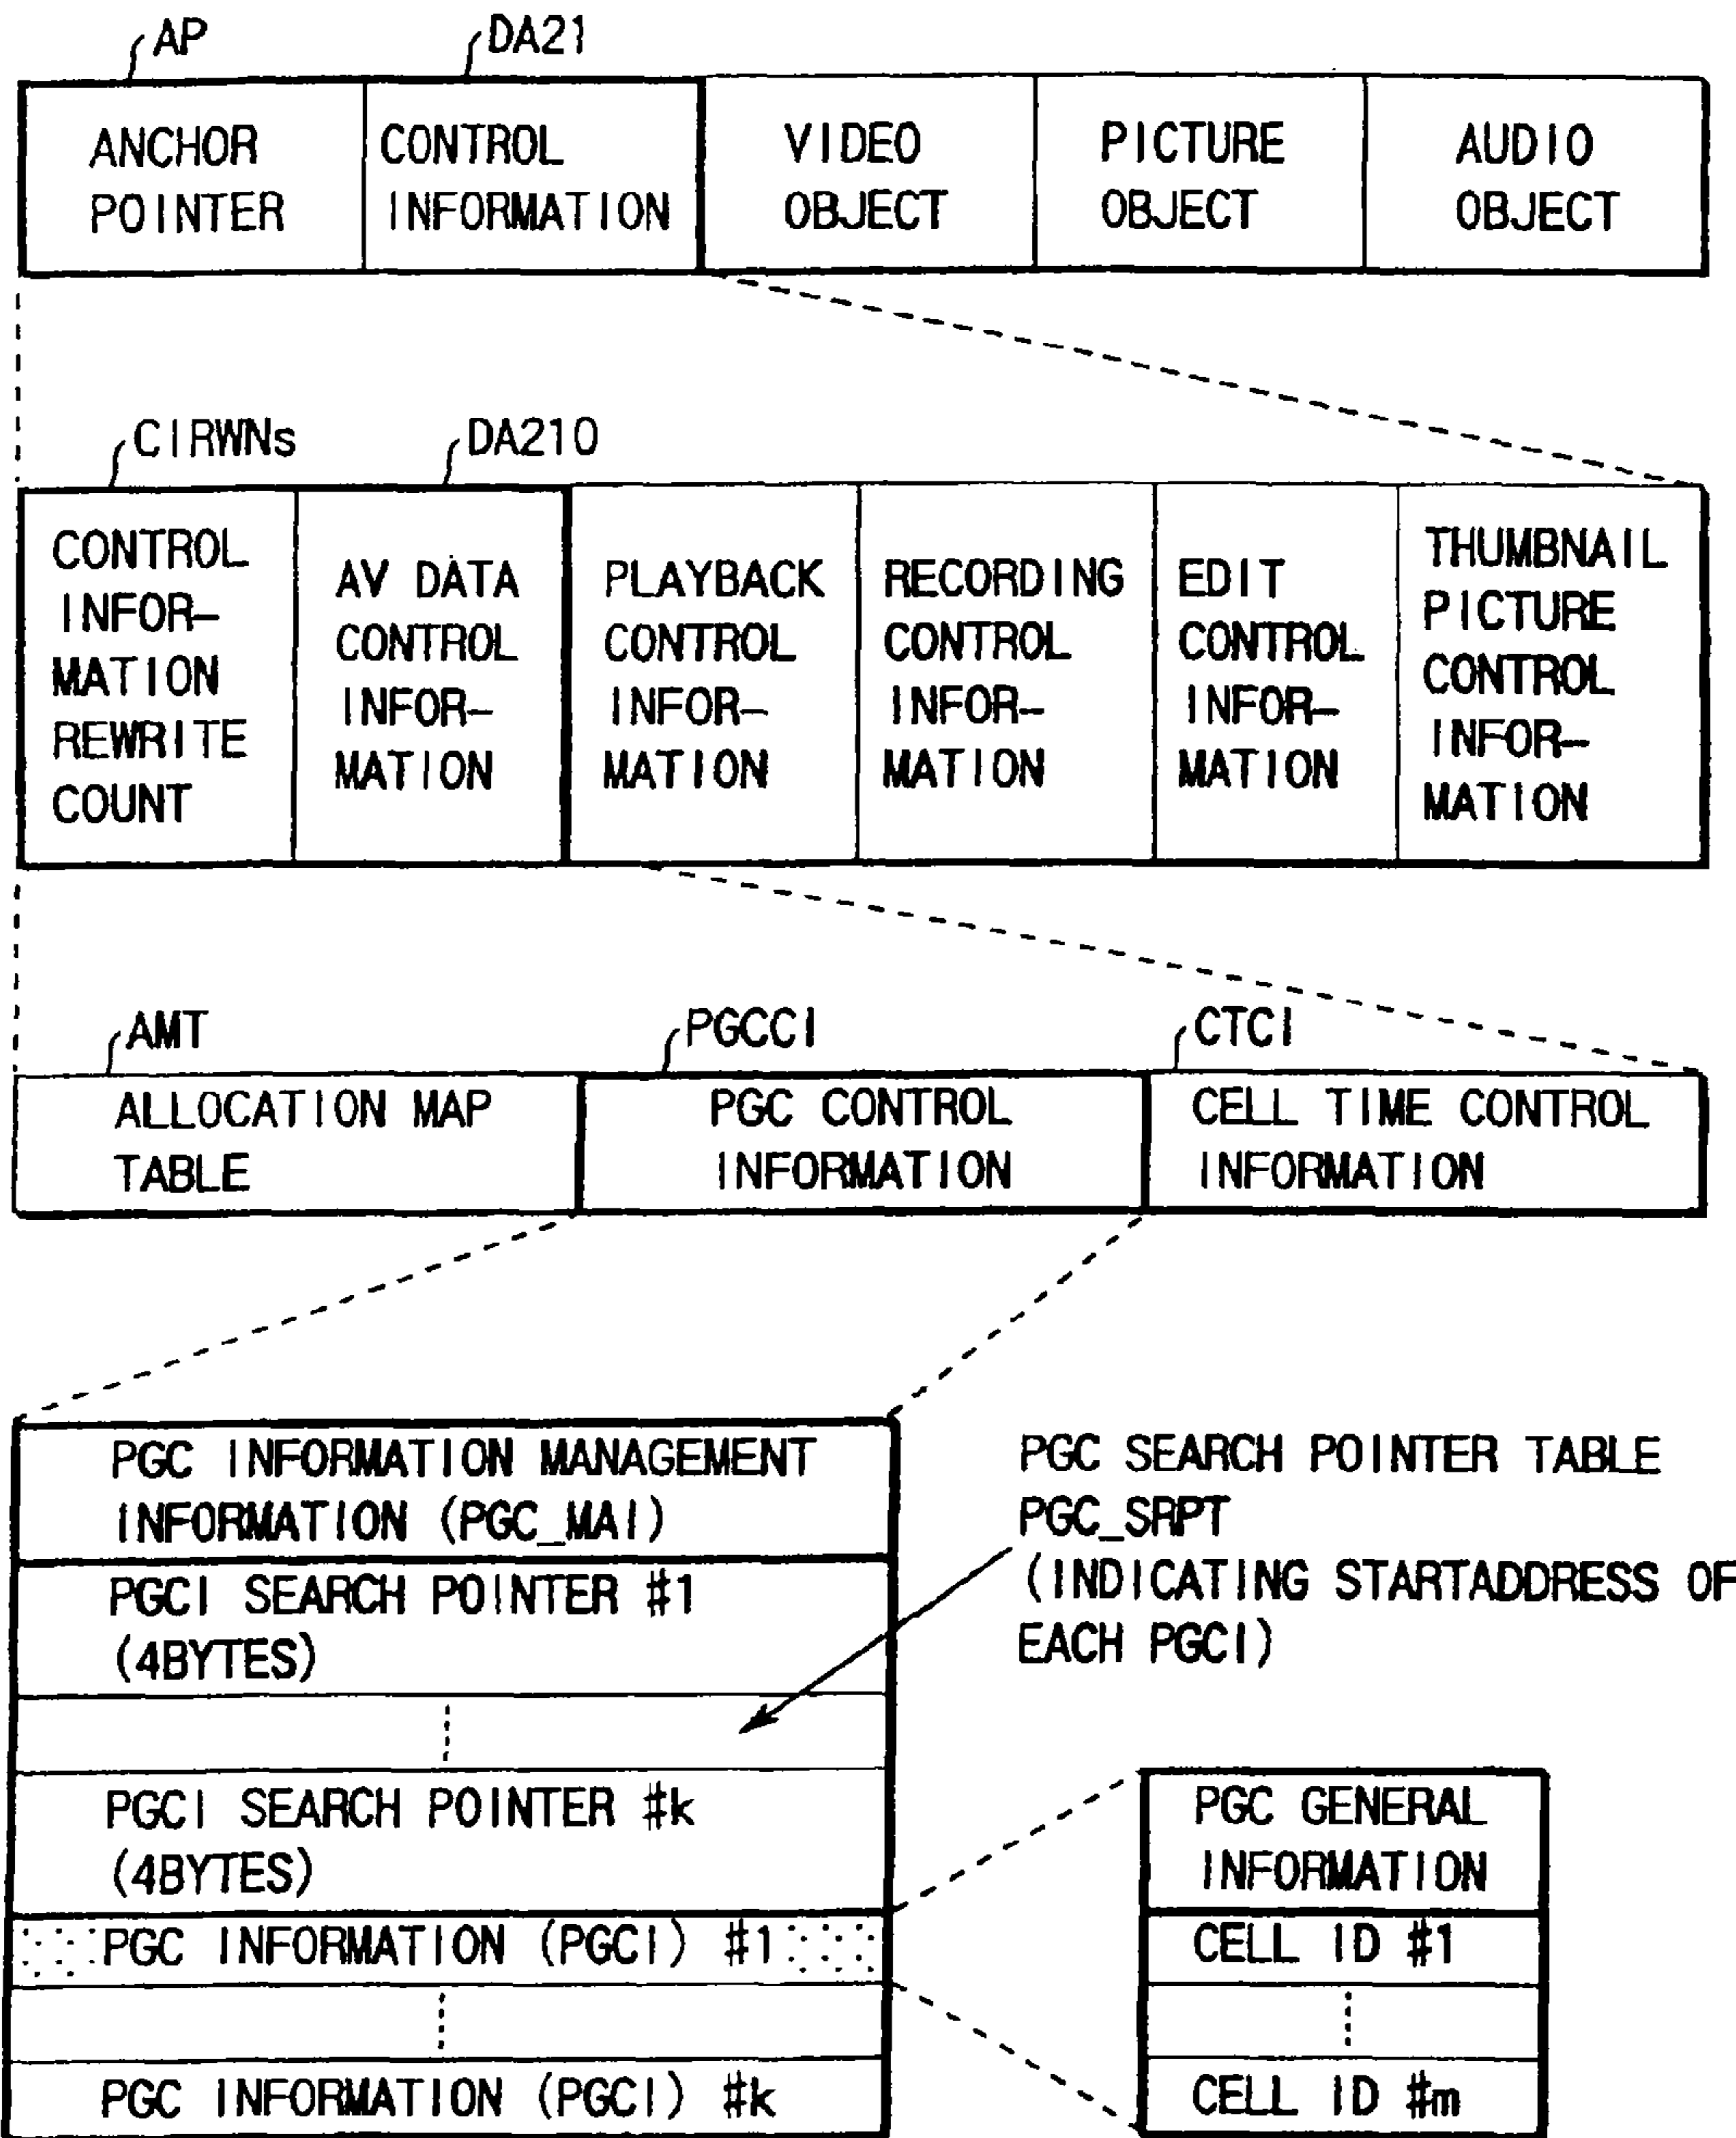 AP
DA21
ANCHOR
POINTER
CONTROL
INFORMATION
VIDEO
OBJECT
PICTURE
OBJECT
AUDIO
OBJECT
CIRWNs
DA210
CONTROL
INFOR-
MATION
REWRITE
COUNT
AV DATA
CONTROL
INFOR-
MATION
PLAYBACK
CONTROL
INFOR-
MATION
RECORDING
CONTROL
INFOR-
MATION
EDIT
CONTROL
INFOR-
MATION
THUMBNAIL
PICTURE
CONTROL
INFOR-
MATION
AMT
PGCCI
CTCI
ALLOCATION MAP
TABLE
PGC CONTROL
INFORMATION
CELL TIME CONTROL
INFORMATION
PGC INFORMATION MANAGEMENT
INFORMATION (PGC_MAI)
PGCI SEARCH POINTER #1
(4BYTES)
PGCI SEARCH POINTER #k
(4BYTES)
PGC INFORMATION (PGCI) #1
PGC INFORMATION (PGCI) #k
PGC SEARCH POINTER TABLE
PGC_SRPT
(INDICATING STARTADDRESS OF
EACH PGCI)
PGC GENERAL
INFORMATION
CELL ID #1
CELL ID #m